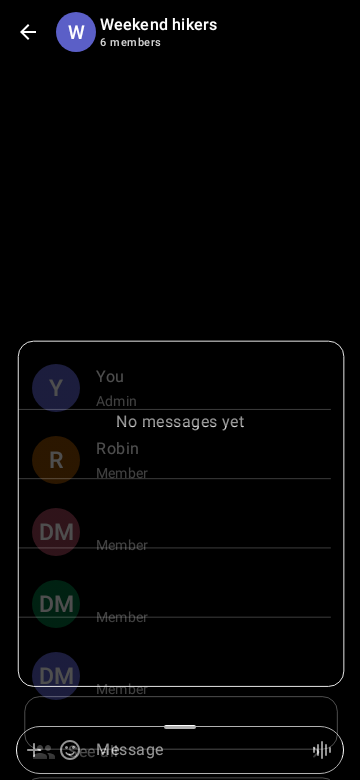 W
Weekend hikers
6 members
Y
You
Admin
No messages yet
R
Robin
Member
DM
Member
DM
Member
DM
Member
Message